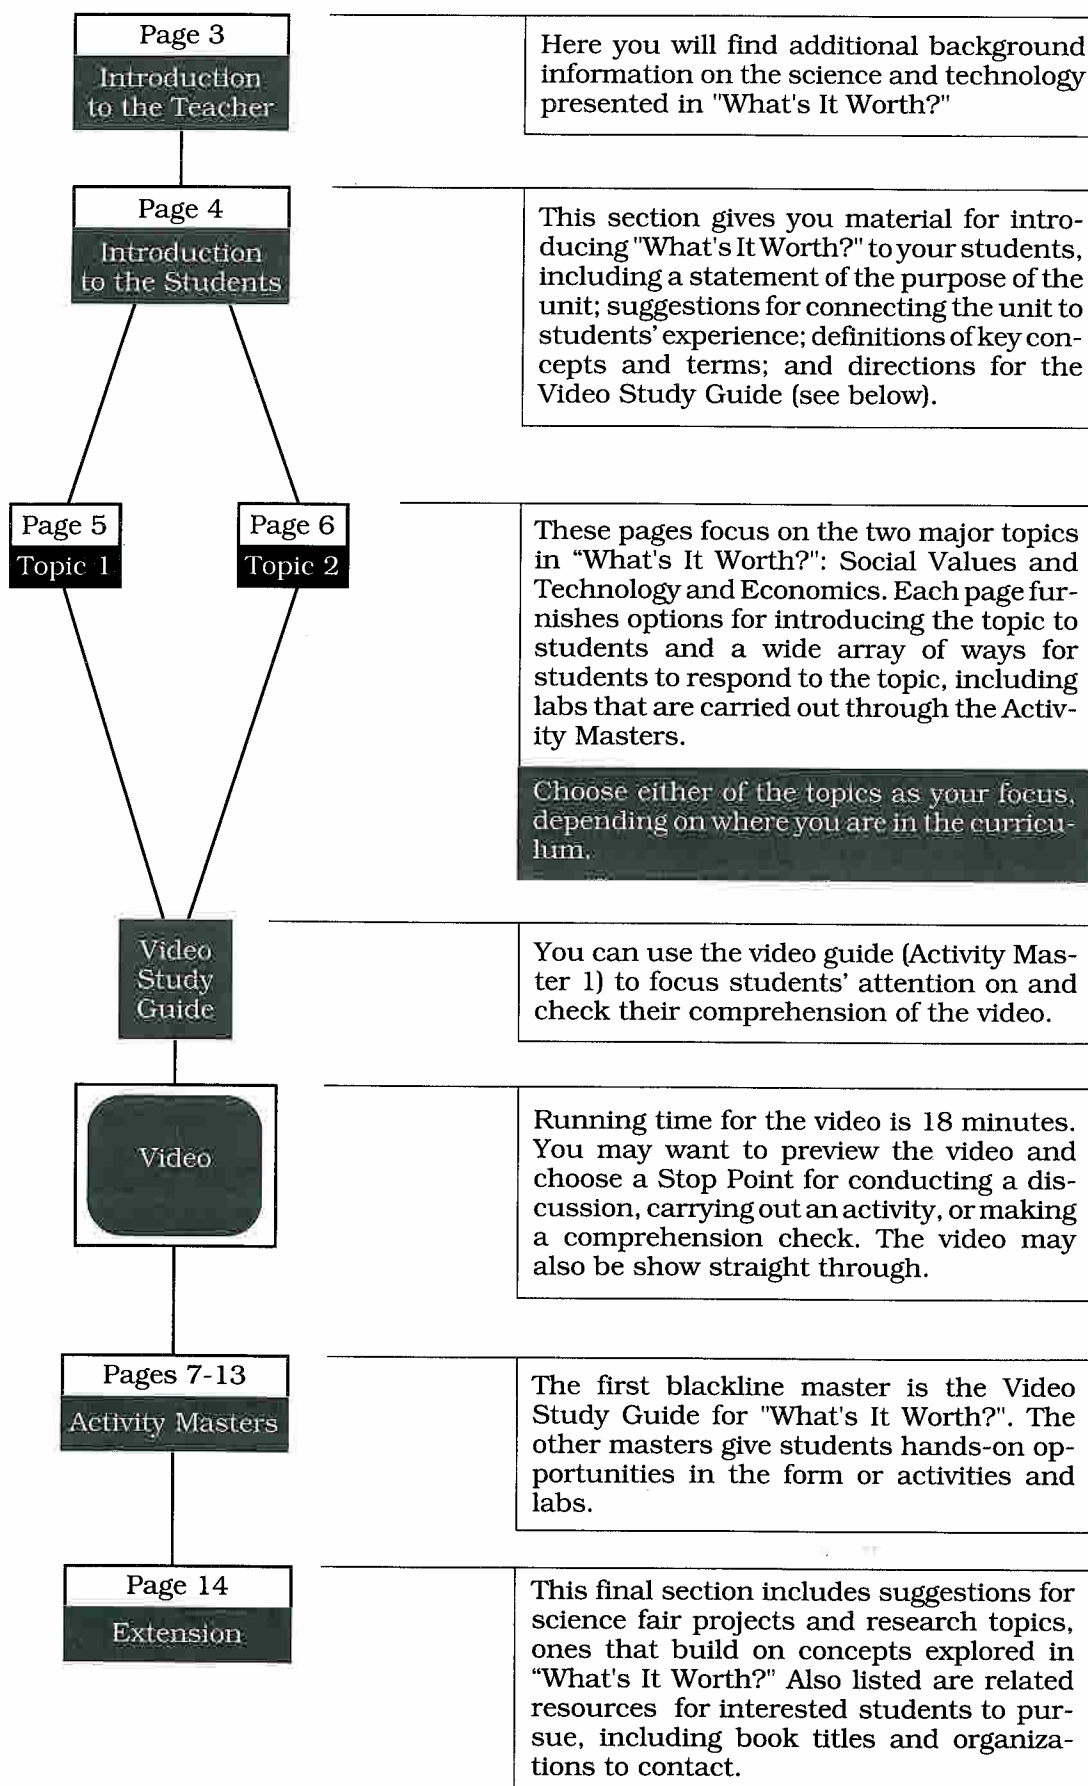 Page 3
Introduction
to the Teacher
Here you will find additional background
information on the science and technology
presented in "What's It Worth?"
Page 4
Introduction
to the Students
This section gives you material for intro-
ducing "What's It Worth?" to your students,
including a statement of the purpose of the
unit; suggestions for connecting the unit to
students' experience; definitions of key con-
cepts and terms; and directions for the
Video Study Guide (see below).
Page 5
Topic 1
Page 6
Topic 2
These pages focus on the two major topics
in “What's It Worth?": Social Values and
Technology and Economics. Each page fur-
nishes options for introducing the topic to
students and a wide array of ways for
students to respond to the topic, including
labs that are carried out through the Activ-
ity Masters.
Choose either of the topics as your focus,
depending on where you are in the curricu-
lum.
Video
Study
Guide
You can use the video guide (Activity Mas-
ter 1) to focus students' attention on and
check their comprehension of the video.
Video
Running time for the video is 18 minutes.
You may want to preview the video and
choose a Stop Point for conducting a dis-
cussion, carrying out an activity, or making
a comprehension check. The video may
also be show straight through.
Pages 7-13
Activity Masters
The first blackline master is the Video
Study Guide for "What's It Worth?". The
other masters give students hands-on op-
portunities in the form or activities and
labs.
Page 14
Extension
This final section includes suggestions for
science fair projects and research topics,
ones that build on concepts explored in
“What's It Worth?" Also listed are related
resources for interested students to pur-
sue, including book titles and organiza-
tions to contact.